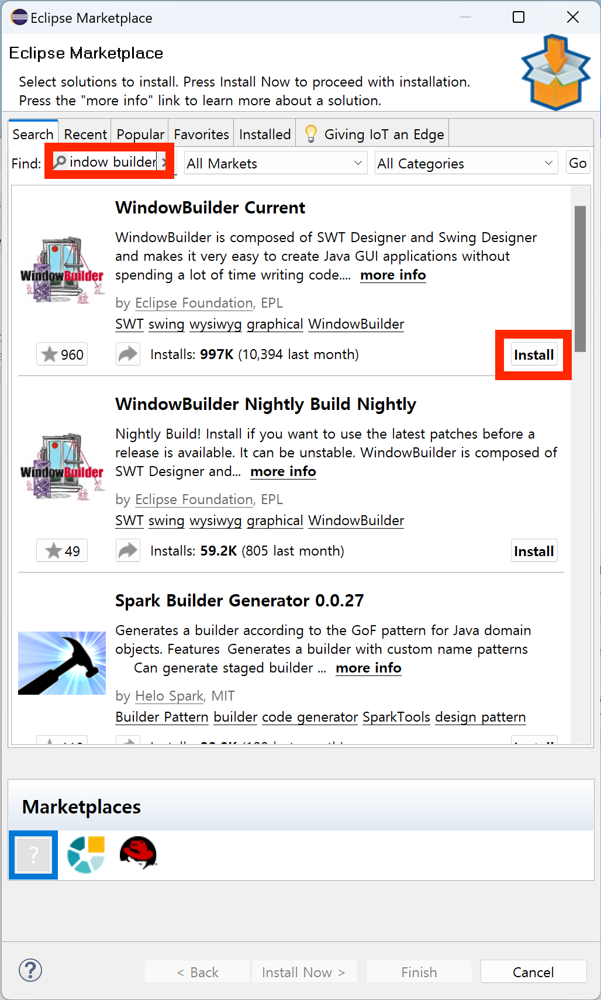 Eclipse Marketplace
Eclipse Marketplace
Select solutions to install. Press Install Now to proceed with installation.
Press the "more info" link to learn more about a solution.
Search Recent Popular Favorites Installed Giving IoT an Edge
Find: indow builder All Markets All Categories Go
WindowBuilder Current
WindowBuilder is composed of SWT Designer and Swing Designer
and makes it very easy to create Java GUI applications without
spending a lot of time writing code.... more info
WindowBuilder
by Eclipse Foundation, EPL
SWT swing wysiwyg graphical WindowBuilder
960 Installs: 997K (10,394 last month) Install
WindowBuilder Nightly Build Nightly
Nightly Build! Install if you want to use the latest patches before a
release is available. It can be unstable. WindowBuilder is composed of
SWT Designer and... more info
WindowBuilder
by Eclipse Foundation, EPL
SWT swing wysiwyg graphical WindowBuilder
49 Installs: 59.2K (805 last month) Install
Spark Builder Generator 0.0.27
Generates a builder according to the GoF pattern for Java domain
objects. Features Generates a builder with custom name patterns
Can generate staged builder ... more info
by Helo Spark, MIT
Builder Pattern builder code generator SparkTools design pattern
Marketplaces
?
? < Back Install Now > Finish Cancel